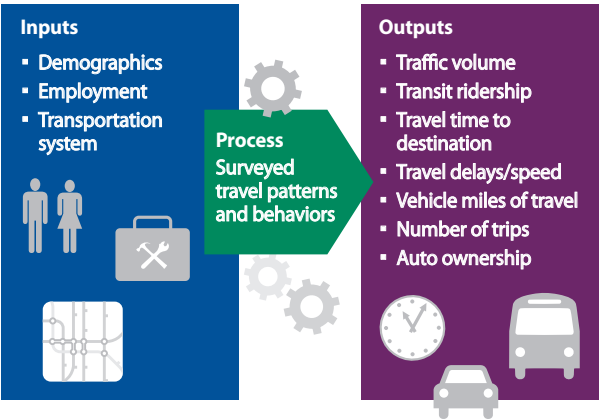 Inputs
▪ Demographics
▪ Employment
▪ Transportation
system
Process
Surveyed
travel patterns
and behaviors
Outputs
▪ Traffic volume
▪ Transit ridership
▪ Travel time to
destination
▪ Travel delays/speed
▪ Vehicle miles of travel
▪ Number of trips
▪ Auto ownership